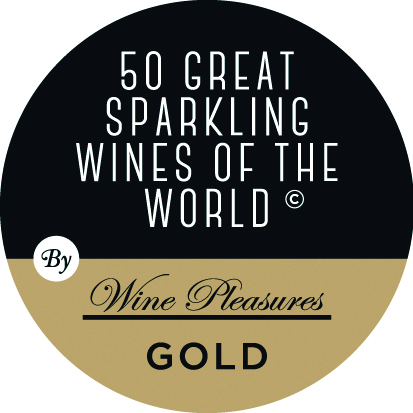 50 GREAT
SPARKLING
WINES OF THE
WORLD ©
By
Wine Pleasures
GOLD